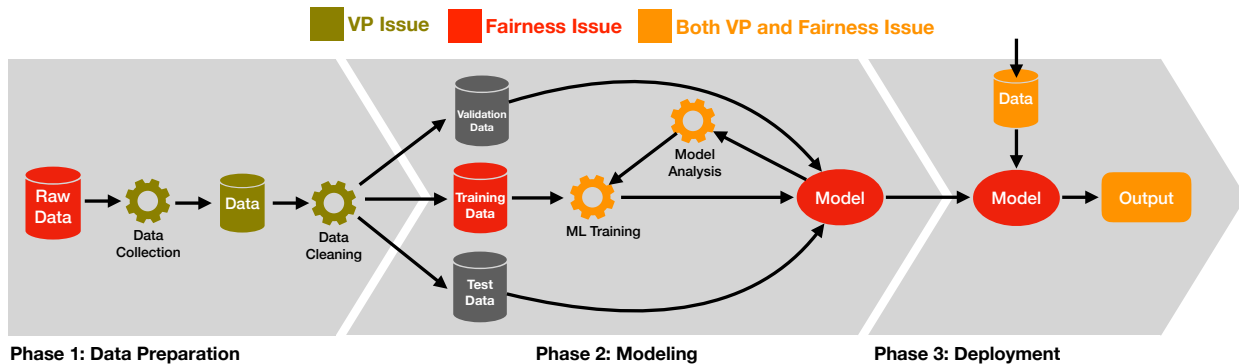 VP Issue
Fairness Issue
Both VP and Fairness Issue
Raw
Data
Data
Collection
Data
Data
Cleaning
Validation
Data
Training
Data
Test
Data
ML Training
Model
Analysis
Model
Data
Model
Output
Phase 1: Data Preparation
Phase 2: Modeling
Phase 3: Deployment